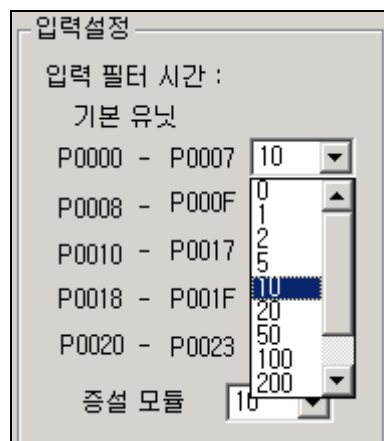 입력설정
입력 필터 시간 :
기본 유닛
P0000 - P0007 10
P0008 - P000F
P0010 - P0017
P0018 - P001F
P0020 - P0023
0
1
2
5
10
20
50
100
200
증설 모듈 10